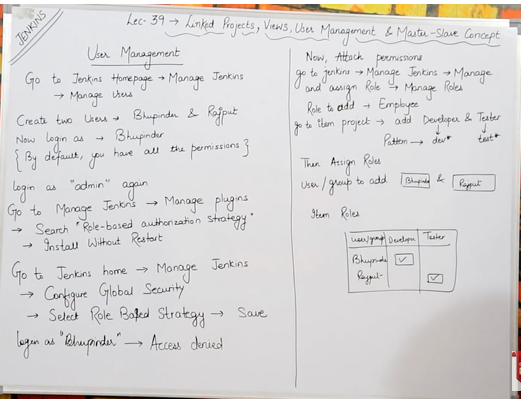 JENKINS
Lec-39 → Linked Projects, Views, User Management & Master-Slave Concept
User Management
Go to Jenkins Homepage → Manage Jenkins
→ Manage Users
Create two Users → Bhupinder & Rajput
Now login as → Bhupinder
{ By default, you have all the permissions }
login as "admin" again
Go to Manage Jenkins → Manage plugins
→ Search "Role-based authorization strategy"
→ Install Without Restart
Go to Jenkins home → Manage Jenkins
→ Configure Global Security
→ Select Role Based Strategy → Save
login as "Bhupinder" → Access denied
Now, Attach permissions
go to jenkins → Manage Jenkins → Manage
and assign Role → Manage Roles
Role to add → Employee
go to item project → add Developer & Tester
Pattern → dev* test*
Then Assign Roles
User/group to add Bhupinder & Rajput
Item Roles
User/group Developer Tester
Bhupinder ✓
Rajput- ✓